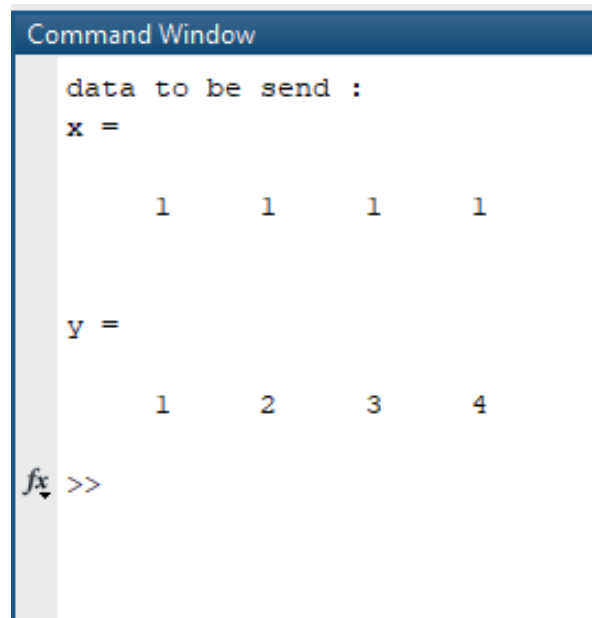 Command Window
data to be send :
x =
1 1 1 1
y =
1 2 3 4
fx >>